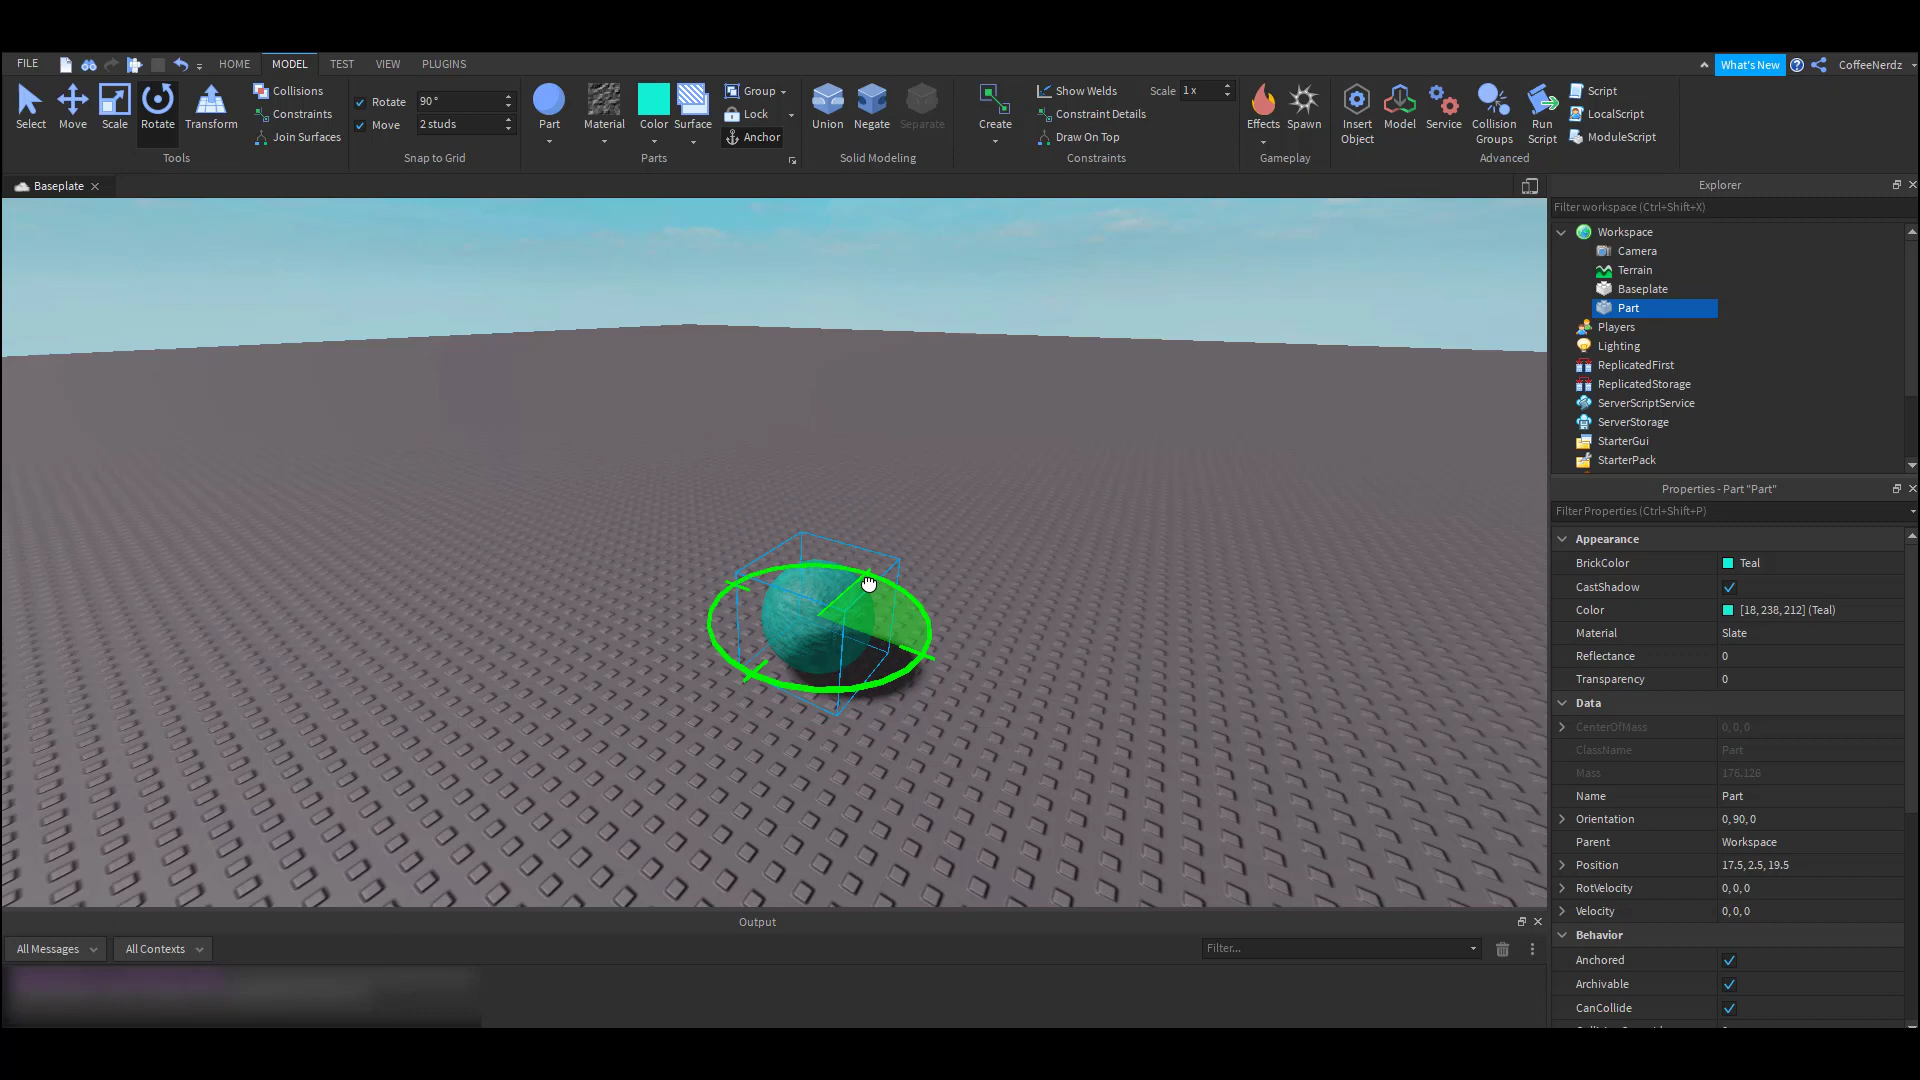 FILE HOME MODEL TEST VIEW PLUGINS What's New CoffeeNerdz
Select Move Scale Rotate Transform
Collisions
Constraints
Join Surfaces
Tools
Rotate 90°
Move 2 studs
Snap to Grid
Part Material Color Surface
Group
Lock
Anchor
Parts
Union Negate Separate
Solid Modeling
Create
Show Welds
Constraint Details
Draw On Top
Scale 1x
Constraints
Effects Spawn
Gameplay
Insert Object Model Service Collision Groups Run Script
Script
LocalScript
ModuleScript
Advanced
Baseplate
Explorer
Filter workspace (Ctrl+Shift+X)
Workspace
Camera
Terrain
Baseplate
Part
Players
Lighting
ReplicatedFirst
ReplicatedStorage
ServerScriptService
ServerStorage
StarterGui
StarterPack
Properties - Part "Part"
Filter Properties (Ctrl+Shift+P)
Appearance
BrickColor Teal
CastShadow
Color [18, 238, 212] (Teal)
Material Slate
Reflectance 0
Transparency 0
Data
CenterOfMass 0, 0, 0
ClassName Part
Mass 176.126
Name Part
Orientation 0, 90, 0
Parent Workspace
Position 17.5, 2.5, 19.5
RotVelocity 0, 0, 0
Velocity 0, 0, 0
Behavior
Anchored
Archivable
CanCollide
Output
All Messages All Contexts Filter...